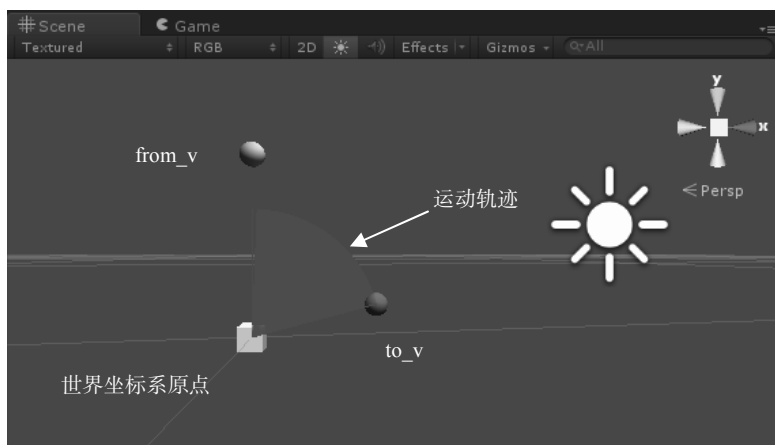 Scene
Game
Textured RGB 2D Effects Gizmos All
y
from_v
x
运动轨迹
Persp
to_v
世界坐标系原点